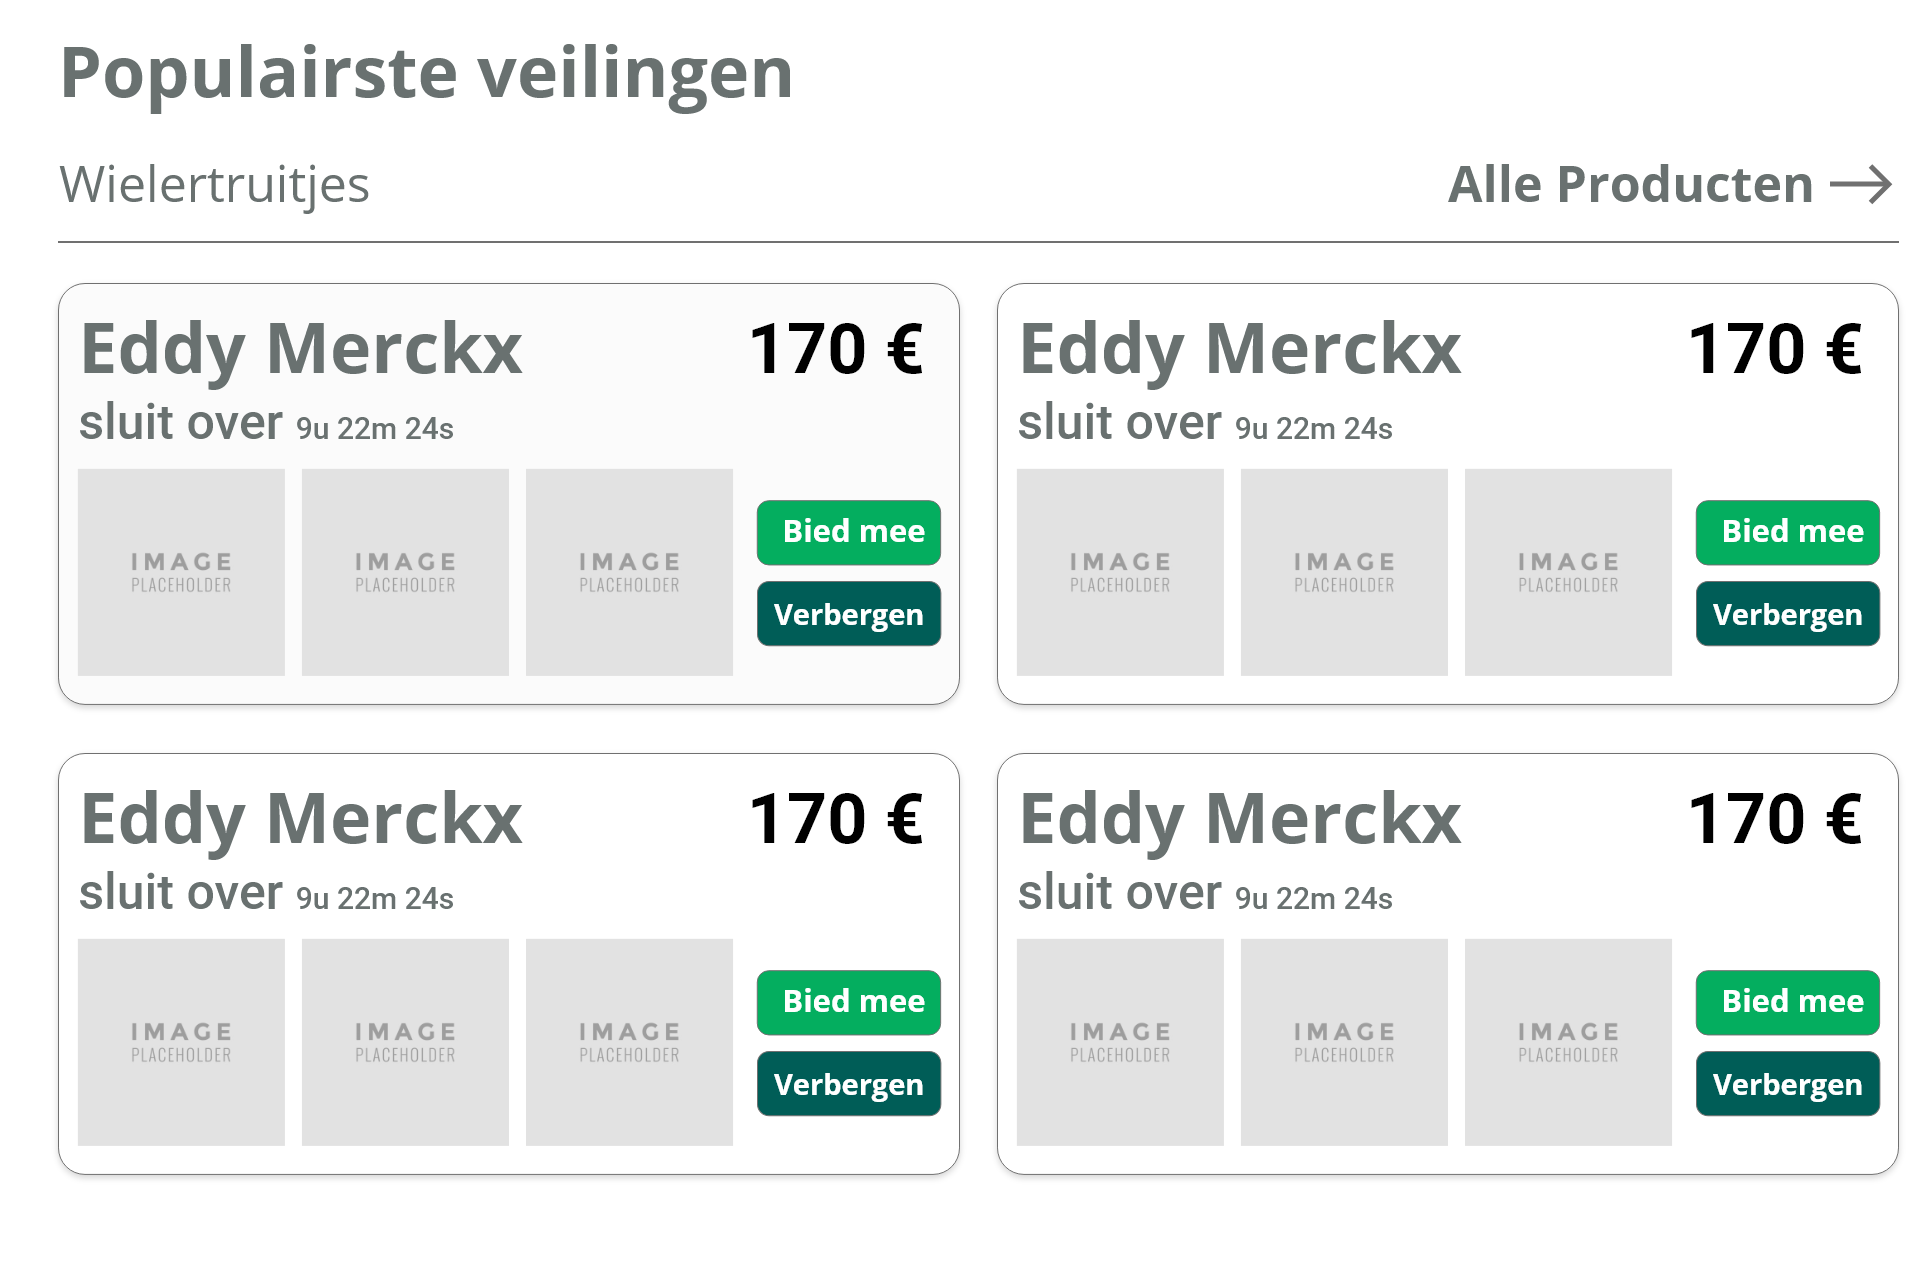 Populairste veilingen
Wielertruitjes
Alle Producten
Eddy Merckx 170 €
sluit over 9u 22m 24s
IMAGE PLACEHOLDER
IMAGE PLACEHOLDER
IMAGE PLACEHOLDER
Bied mee
Verbergen
Eddy Merckx 170 €
sluit over 9u 22m 24s
IMAGE PLACEHOLDER
IMAGE PLACEHOLDER
IMAGE PLACEHOLDER
Bied mee
Verbergen
Eddy Merckx 170 €
sluit over 9u 22m 24s
IMAGE PLACEHOLDER
IMAGE PLACEHOLDER
IMAGE PLACEHOLDER
Bied mee
Verbergen
Eddy Merckx 170 €
sluit over 9u 22m 24s
IMAGE PLACEHOLDER
IMAGE PLACEHOLDER
IMAGE PLACEHOLDER
Bied mee
Verbergen